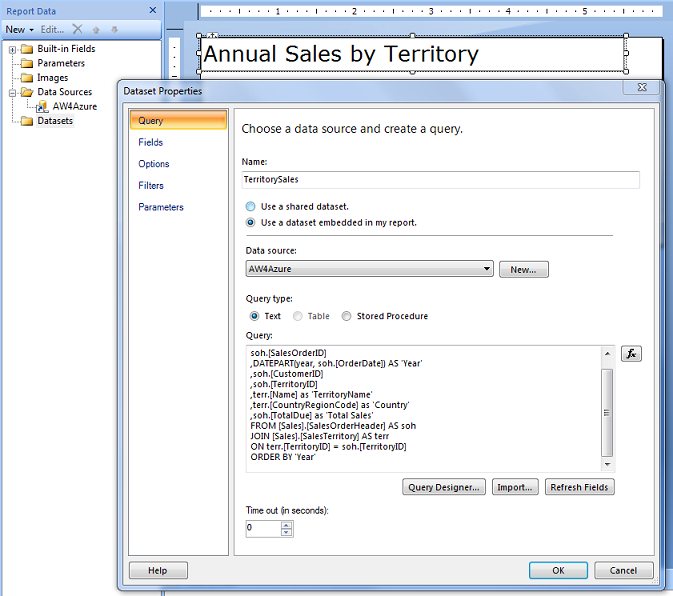 Report Data
New Edit...
Built-in Fields
Parameters
Images
Data Sources
AW4Azure
Datasets
1 2 3 4 5
Annual Sales by Territory
Dataset Properties
Query
Fields
Options
Filters
Parameters
Choose a data source and create a query.
Name:
TerritorySales
Use a shared dataset.
Use a dataset embedded in my report.
Data source:
AW4Azure
New...
Query type:
Text Table Stored Procedure
Query:
soh.[SalesOrderID]
,DATEPART(year, soh.[OrderDate]) AS 'Year'
,soh.[CustomerID]
,soh.[TerritoryID]
,terr.[Name] as 'TerritoryName'
,terr.[CountryRegionCode] as 'Country'
,soh.[TotalDue] as 'Total Sales'
FROM [Sales].[SalesOrderHeader] AS soh
JOIN [Sales].[SalesTerritory] AS terr
ON terr.[TerritoryID] = soh.[TerritoryID]
ORDER BY 'Year'
fx
Query Designer... Import... Refresh Fields
Time out (in seconds):
0
Help OK Cancel